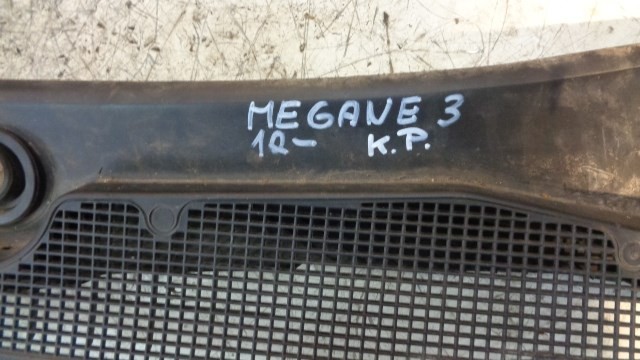 MEGANE 3
12- K.P.